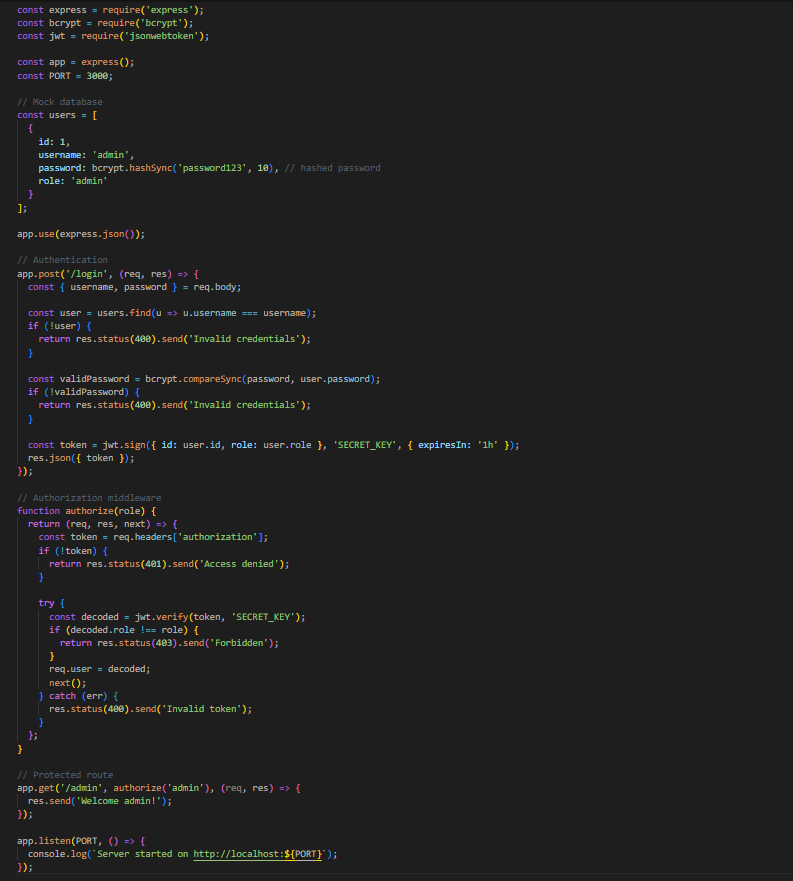 const express = require('express');
const bcrypt = require('bcrypt');
const jwt = require('jsonwebtoken');

const app = express();
const PORT = 3000;

// Mock database
const users = [
  {
    id: 1,
    username: 'admin',
    password: bcrypt.hashSync('password123', 10), // hashed password
    role: 'admin'
  }
];

app.use(express.json());

// Authentication
app.post('/login', (req, res) => {
  const { username, password } = req.body;

  const user = users.find(u => u.username === username);
  if (!user) {
    return res.status(400).send('Invalid credentials');
  }

  const validPassword = bcrypt.compareSync(password, user.password);
  if (!validPassword) {
    return res.status(400).send('Invalid credentials');
  }

  const token = jwt.sign({ id: user.id, role: user.role }, 'SECRET_KEY', { expiresIn: '1h' });
  res.json({ token });
});

// Authorization middleware
function authorize(role) {
  return (req, res, next) => {
    const token = req.headers['authorization'];
    if (!token) {
      return res.status(401).send('Access denied');
    }

    try {
      const decoded = jwt.verify(token, 'SECRET_KEY');
      if (decoded.role !== role) {
        return res.status(403).send('Forbidden');
      }
      req.user = decoded;
      next();
    } catch (err) {
      res.status(400).send('Invalid token');
    }
  };
}

// Protected route
app.get('/admin', authorize('admin'), (req, res) => {
  res.send('Welcome admin!');
});

app.listen(PORT, () => {
  console.log(`Server started on http://localhost:${PORT}`);
});